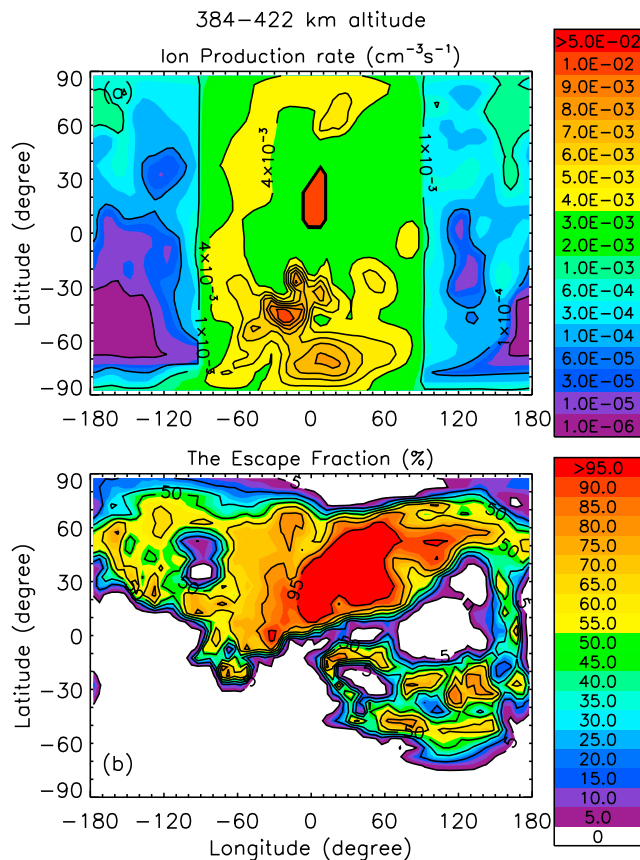 384−422 km altitude
Ion Production rate (cm⁻³s⁻¹)
(a)
Latitude (degree)
90
60
30
0
−30
−60
−90
−180 −120 −60 0 60 120 180
4×10⁻³
4×10⁻³
1×10⁻³
1×10⁻³
1×10⁻⁴
>5.0E−02
1.0E−02
9.0E−03
8.0E−03
7.0E−03
6.0E−03
5.0E−03
4.0E−03
3.0E−03
2.0E−03
1.0E−03
6.0E−04
3.0E−04
1.0E−04
6.0E−05
3.0E−05
1.0E−05
1.0E−06
The Escape Fraction (%)
(b)
Latitude (degree)
90
60
30
0
−30
−60
−90
−180 −120 −60 0 60 120 180
Longitude (degree)
50
5
50
95
5
5
50
5
>95.0
90.0
85.0
80.0
75.0
70.0
65.0
60.0
55.0
50.0
45.0
40.0
35.0
30.0
25.0
20.0
15.0
10.0
5.0
0